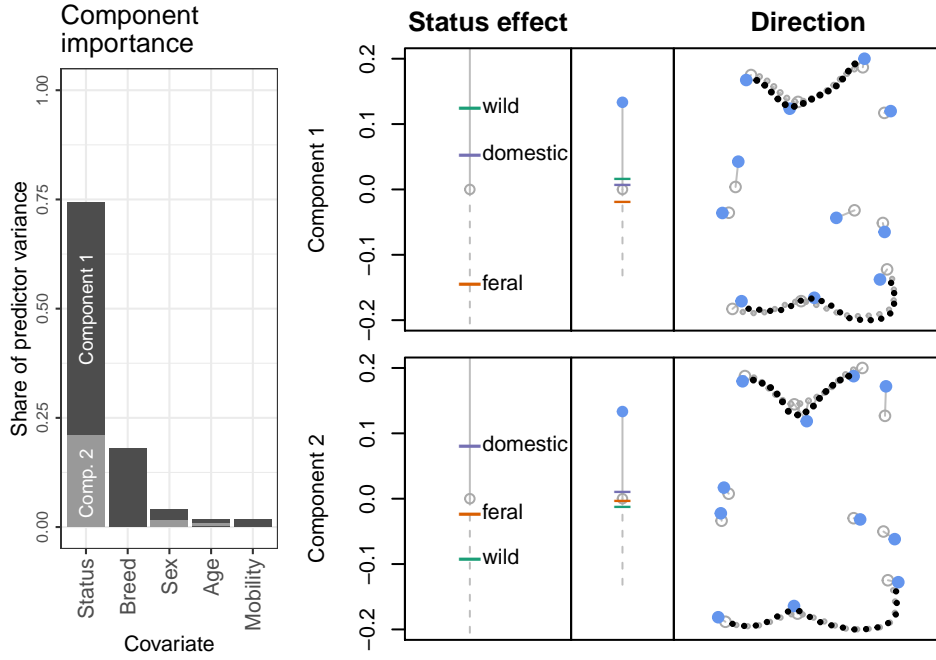 Component
importance
Share of predictor variance
1.00
0.75
0.50
0.25
0.00
Component 1
Comp. 2
Status
Breed
Sex
Age
Mobility
Covariate
Status effect
Direction
Component 1
0.2
0.1
0.0
−0.1
−0.2
wild
domestic
feral
Component 2
0.2
0.1
0.0
−0.1
−0.2
domestic
feral
wild